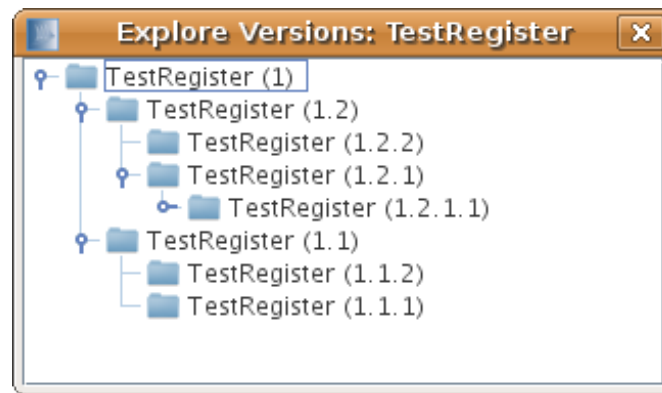 Explore Versions: TestRegister
TestRegister (1)
TestRegister (1.2)
TestRegister (1.2.2)
TestRegister (1.2.1)
TestRegister (1.2.1.1)
TestRegister (1.1)
TestRegister (1.1.2)
TestRegister (1.1.1)